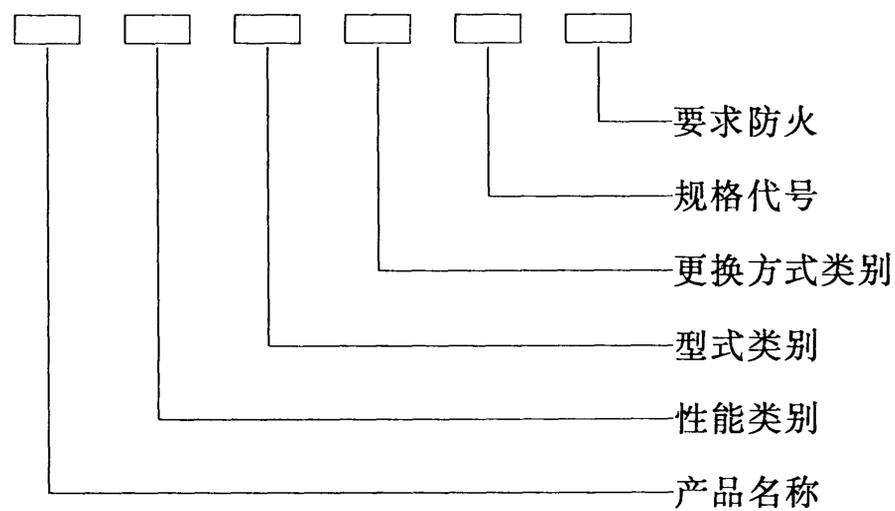 要求防火
规格代号
更换方式类别
型式类别
性能类别
产品名称